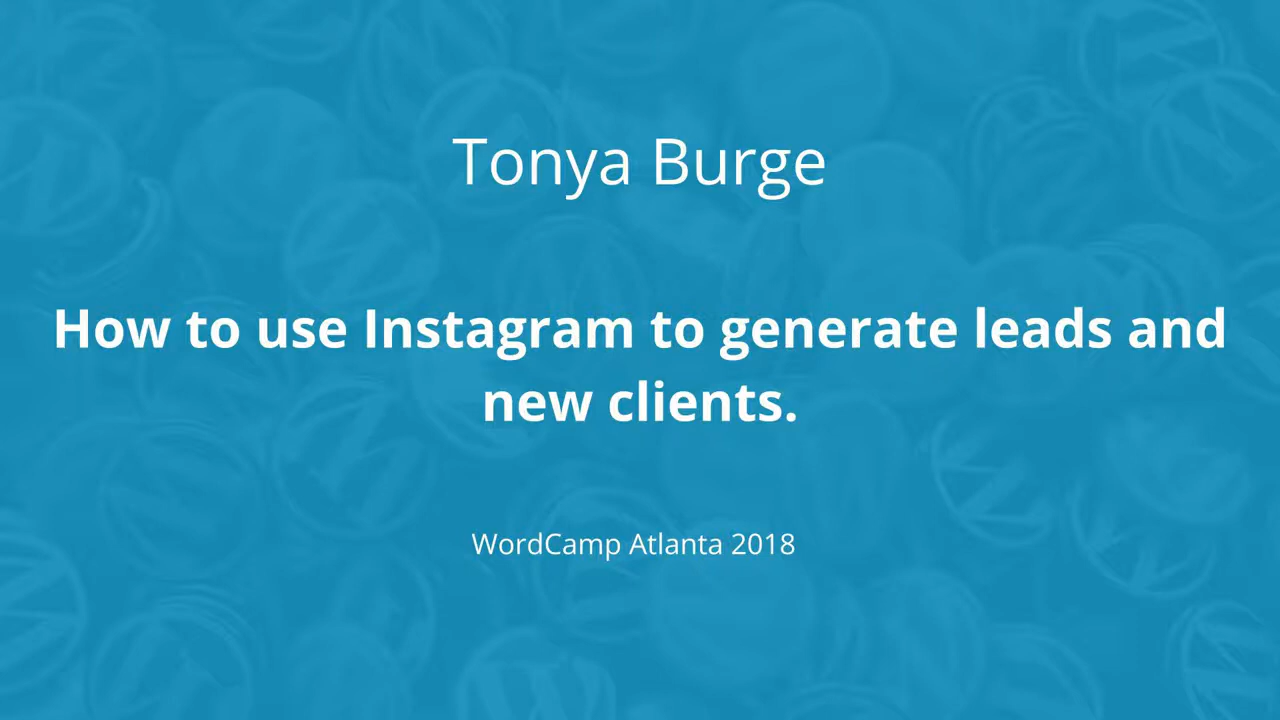 Tonya Burge
How to use Instagram to generate leads and
new clients.
WordCamp Atlanta 2018